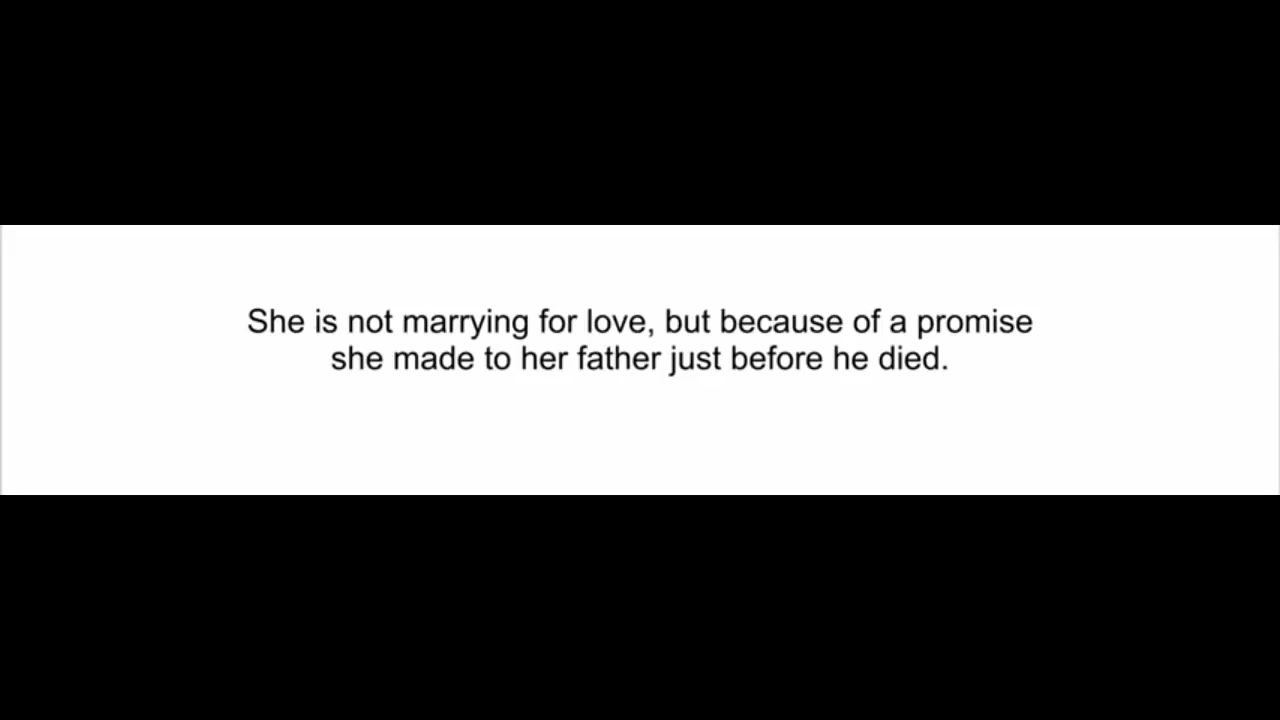 She is not marrying for love, but because of a promise
she made to her father just before he died.